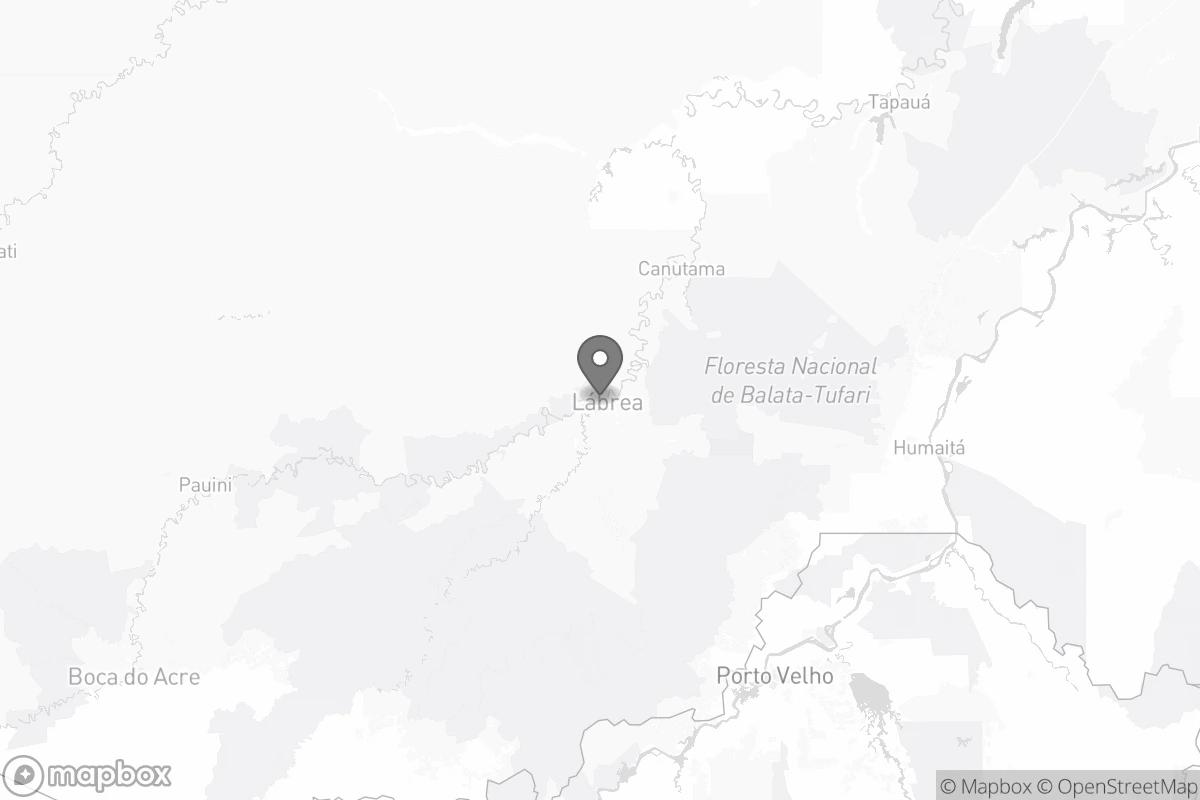 Tapauá
ati
Canutama
Floresta Nacional
de Balata-Tufari
Lábrea
Humaitá
Pauini
Boca do Acre
Porto Velho
mapbox
© Mapbox © OpenStreetMap